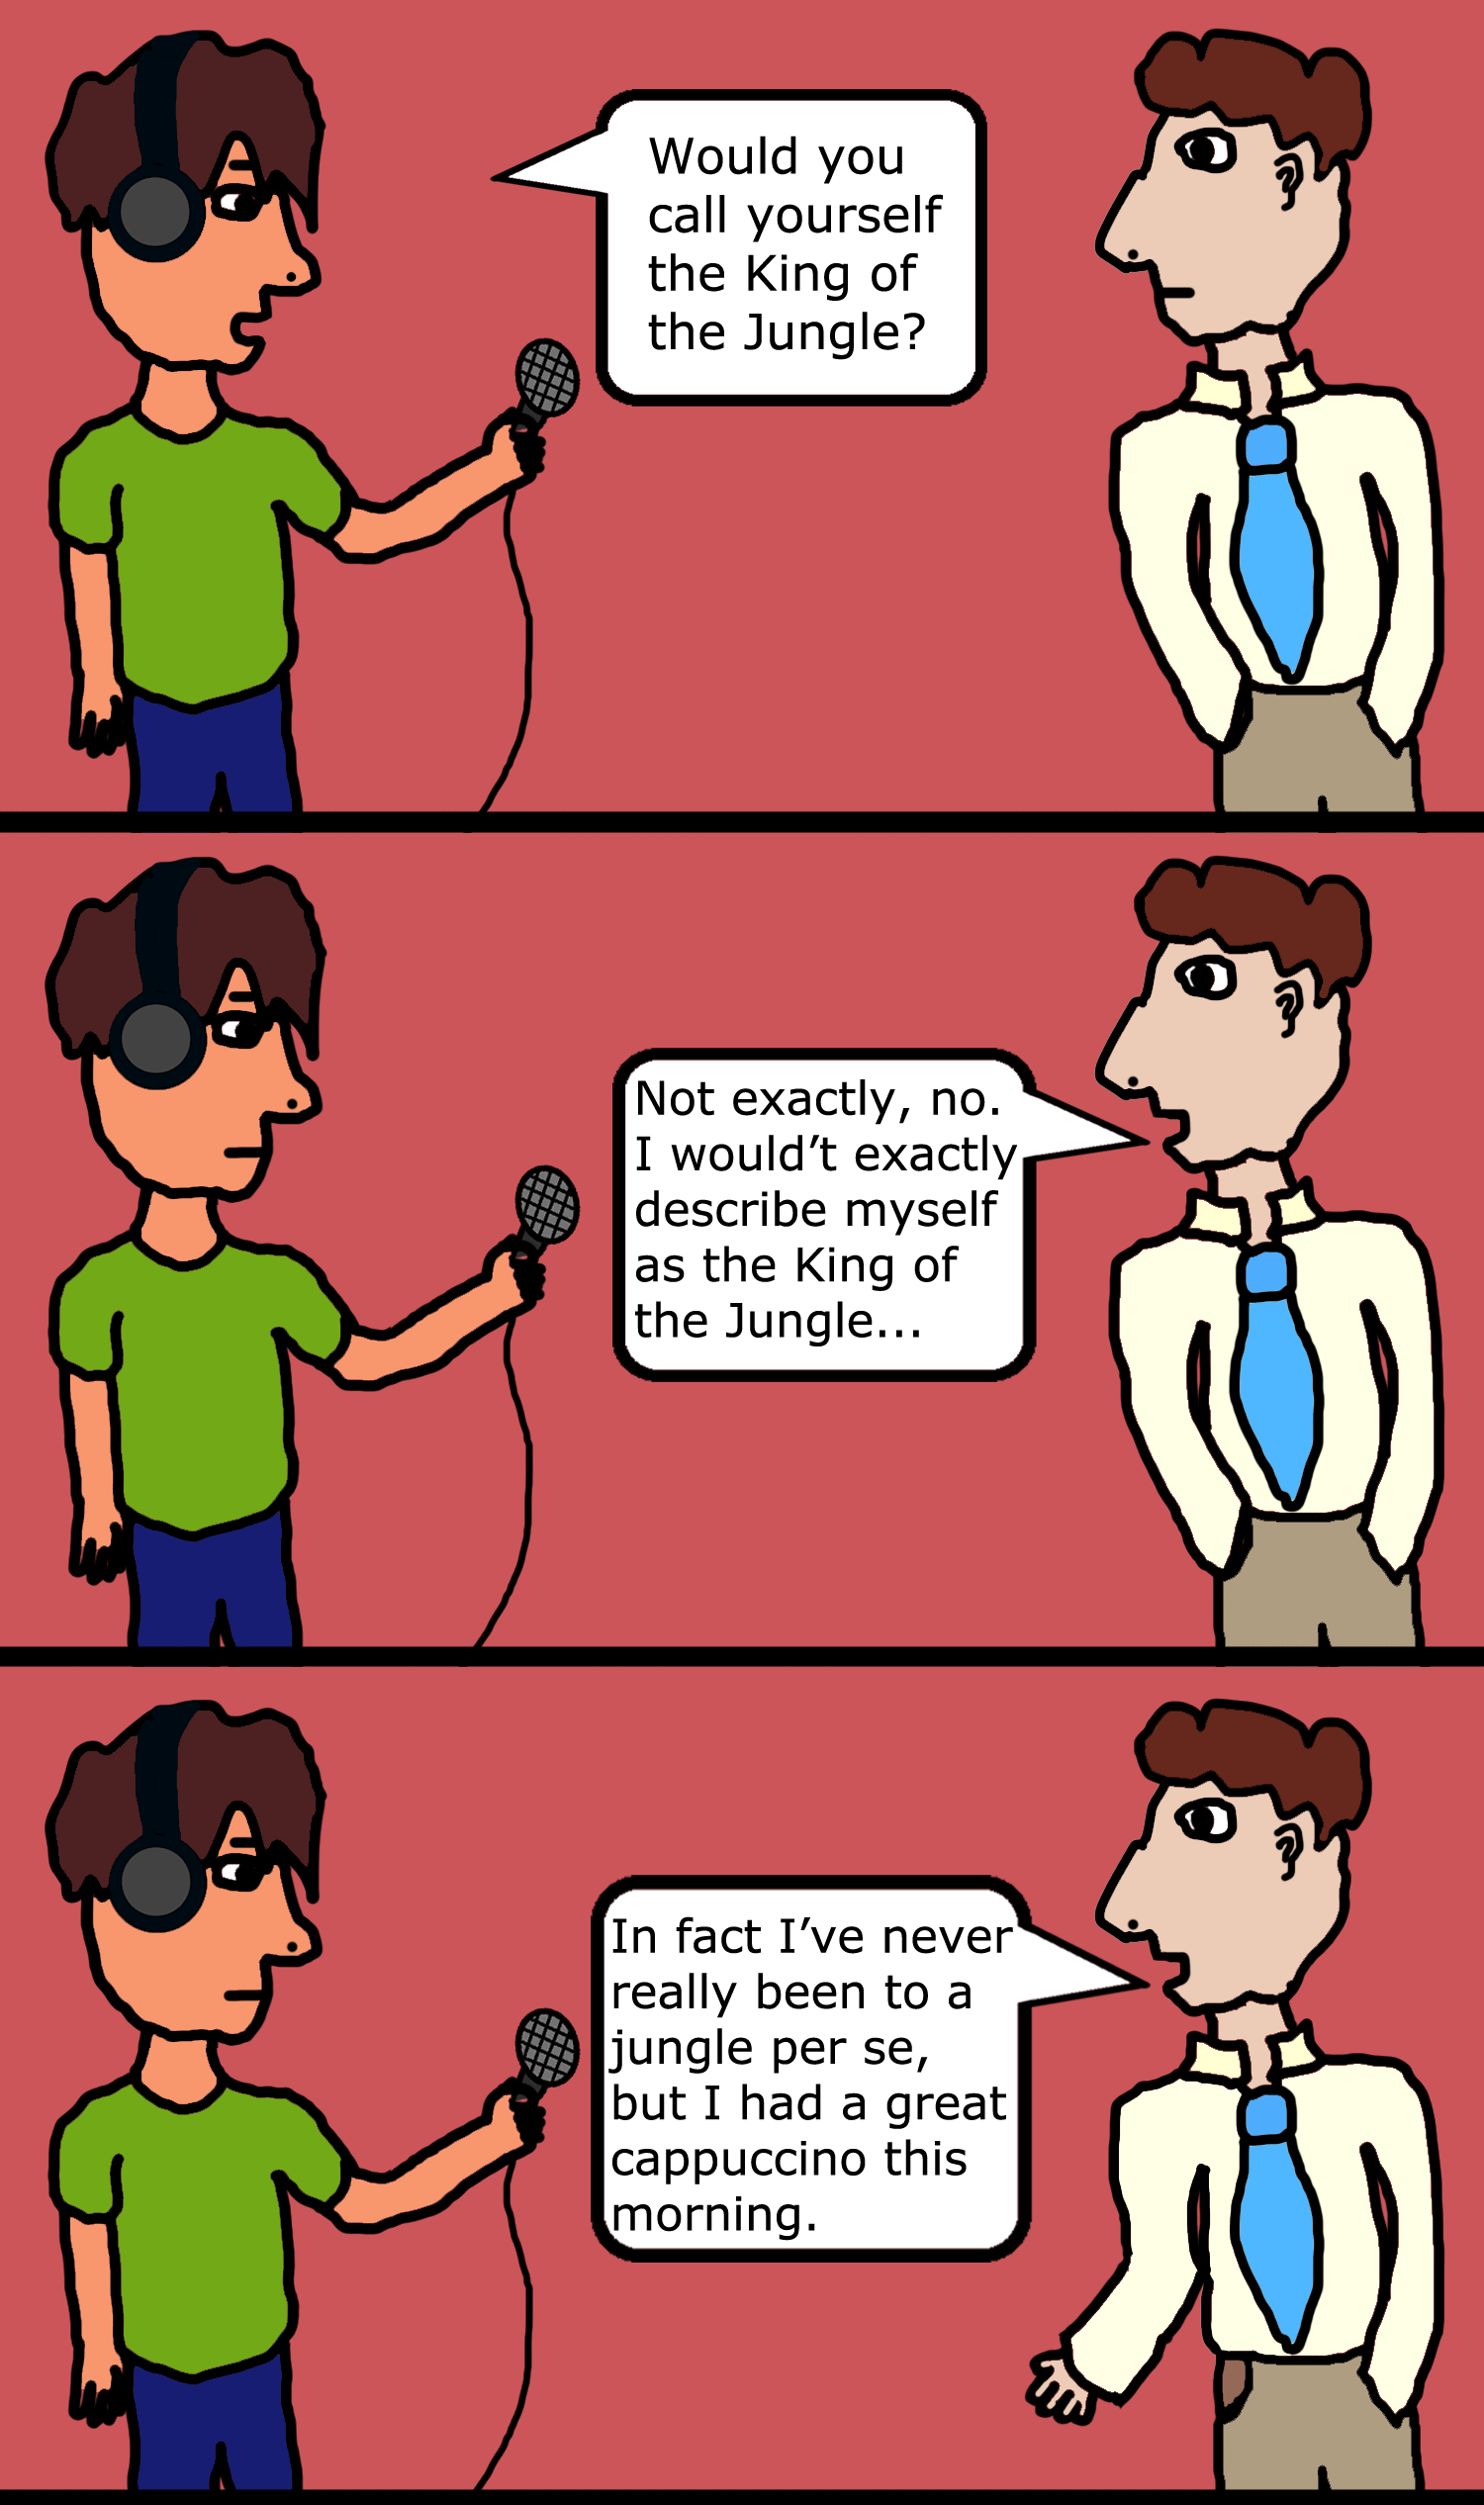 Would you
call yourself
the King of
the Jungle?
Not exactly, no.
I would't exactly
describe myself
as the King of
the Jungle...
In fact I've never
really been to a
jungle per se,
but I had a great
cappuccino this
morning.